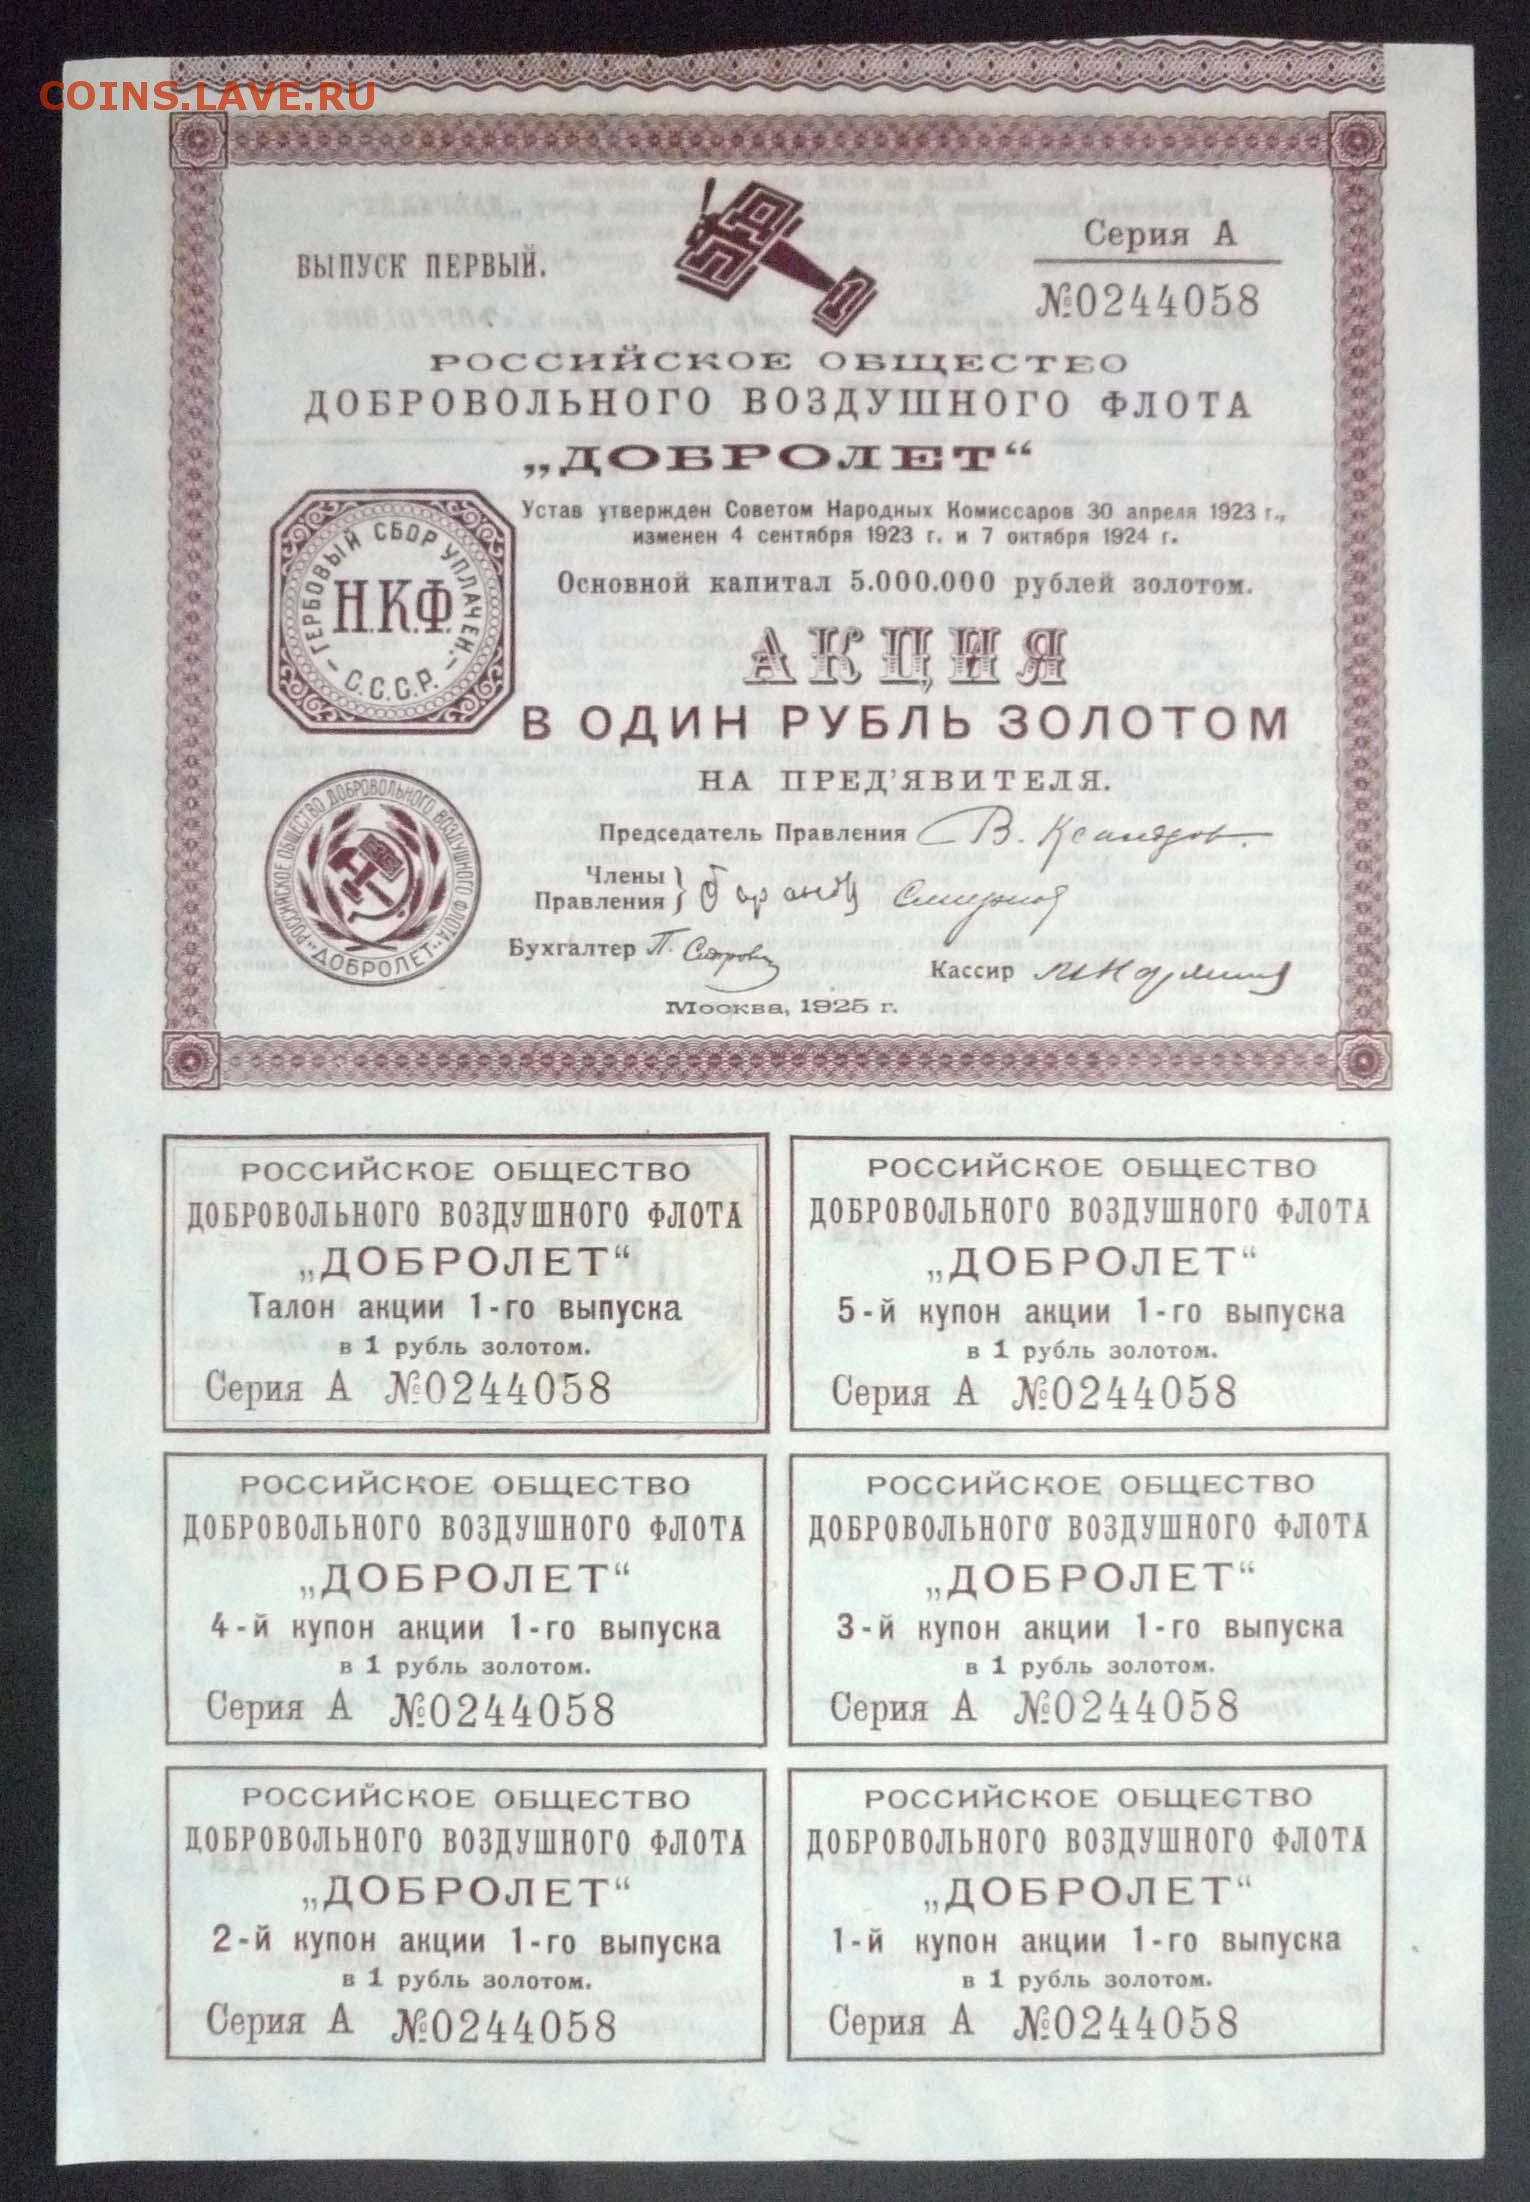 COINS.LAVE.RU
ВЫПУСК ПЕРВЫЙ.
Серия А
№0244058
РОССИЙСКОЕ ОБЩЕСТВО
ДОБРОВОЛЬНОГО ВОЗДУШНОГО ФЛОТА
„ДОБРОЛЕТ“
Устав утвержден Советом Народных Комиссаров 30 апреля 1923 г.,
изменен 4 сентября 1923 г. и 7 октября 1924 г.
Основной капитал 5.000.000 рублей золотом.
ГЕРБОВЫЙ СБОР УПЛАЧЕН.
Н.К.Ф.
С.С.С.Р.
АКЦИЯ
В ОДИН РУБЛЬ ЗОЛОТОМ
НА ПРЕД'ЯВИТЕЛЯ.
РОССИЙСКОЕ ОБЩЕСТВО ДОБРОВОЛЬНОГО ВОЗДУШНОГО ФЛОТА
„ДОБРОЛЕТ“
Председатель Правления В. Ксандров.
Члены
Правления
Бухгалтер П.
Кассир
Москва, 1925 г.
РОССИЙСКОЕ ОБЩЕСТВО
ДОБРОВОЛЬНОГО ВОЗДУШНОГО ФЛОТА
„ДОБРОЛЕТ“
Талон акции 1-го выпуска
в 1 рубль золотом.
Серия А №0244058
РОССИЙСКОЕ ОБЩЕСТВО
ДОБРОВОЛЬНОГО ВОЗДУШНОГО ФЛОТА
„ДОБРОЛЕТ“
5-й купон акции 1-го выпуска
в 1 рубль золотом.
Серия А №0244058
РОССИЙСКОЕ ОБЩЕСТВО
ДОБРОВОЛЬНОГО ВОЗДУШНОГО ФЛОТА
„ДОБРОЛЕТ“
4-й купон акции 1-го выпуска
в 1 рубль золотом.
Серия А №0244058
РОССИЙСКОЕ ОБЩЕСТВО
ДОБРОВОЛЬНОГО ВОЗДУШНОГО ФЛОТА
„ДОБРОЛЕТ“
3-й купон акции 1-го выпуска
в 1 рубль золотом.
Серия А №0244058
РОССИЙСКОЕ ОБЩЕСТВО
ДОБРОВОЛЬНОГО ВОЗДУШНОГО ФЛОТА
„ДОБРОЛЕТ“
2-й купон акции 1-го выпуска
в 1 рубль золотом.
Серия А №0244058
РОССИЙСКОЕ ОБЩЕСТВО
ДОБРОВОЛЬНОГО ВОЗДУШНОГО ФЛОТА
„ДОБРОЛЕТ“
1-й купон акции 1-го выпуска
в 1 рубль золотом.
Серия А №0244058